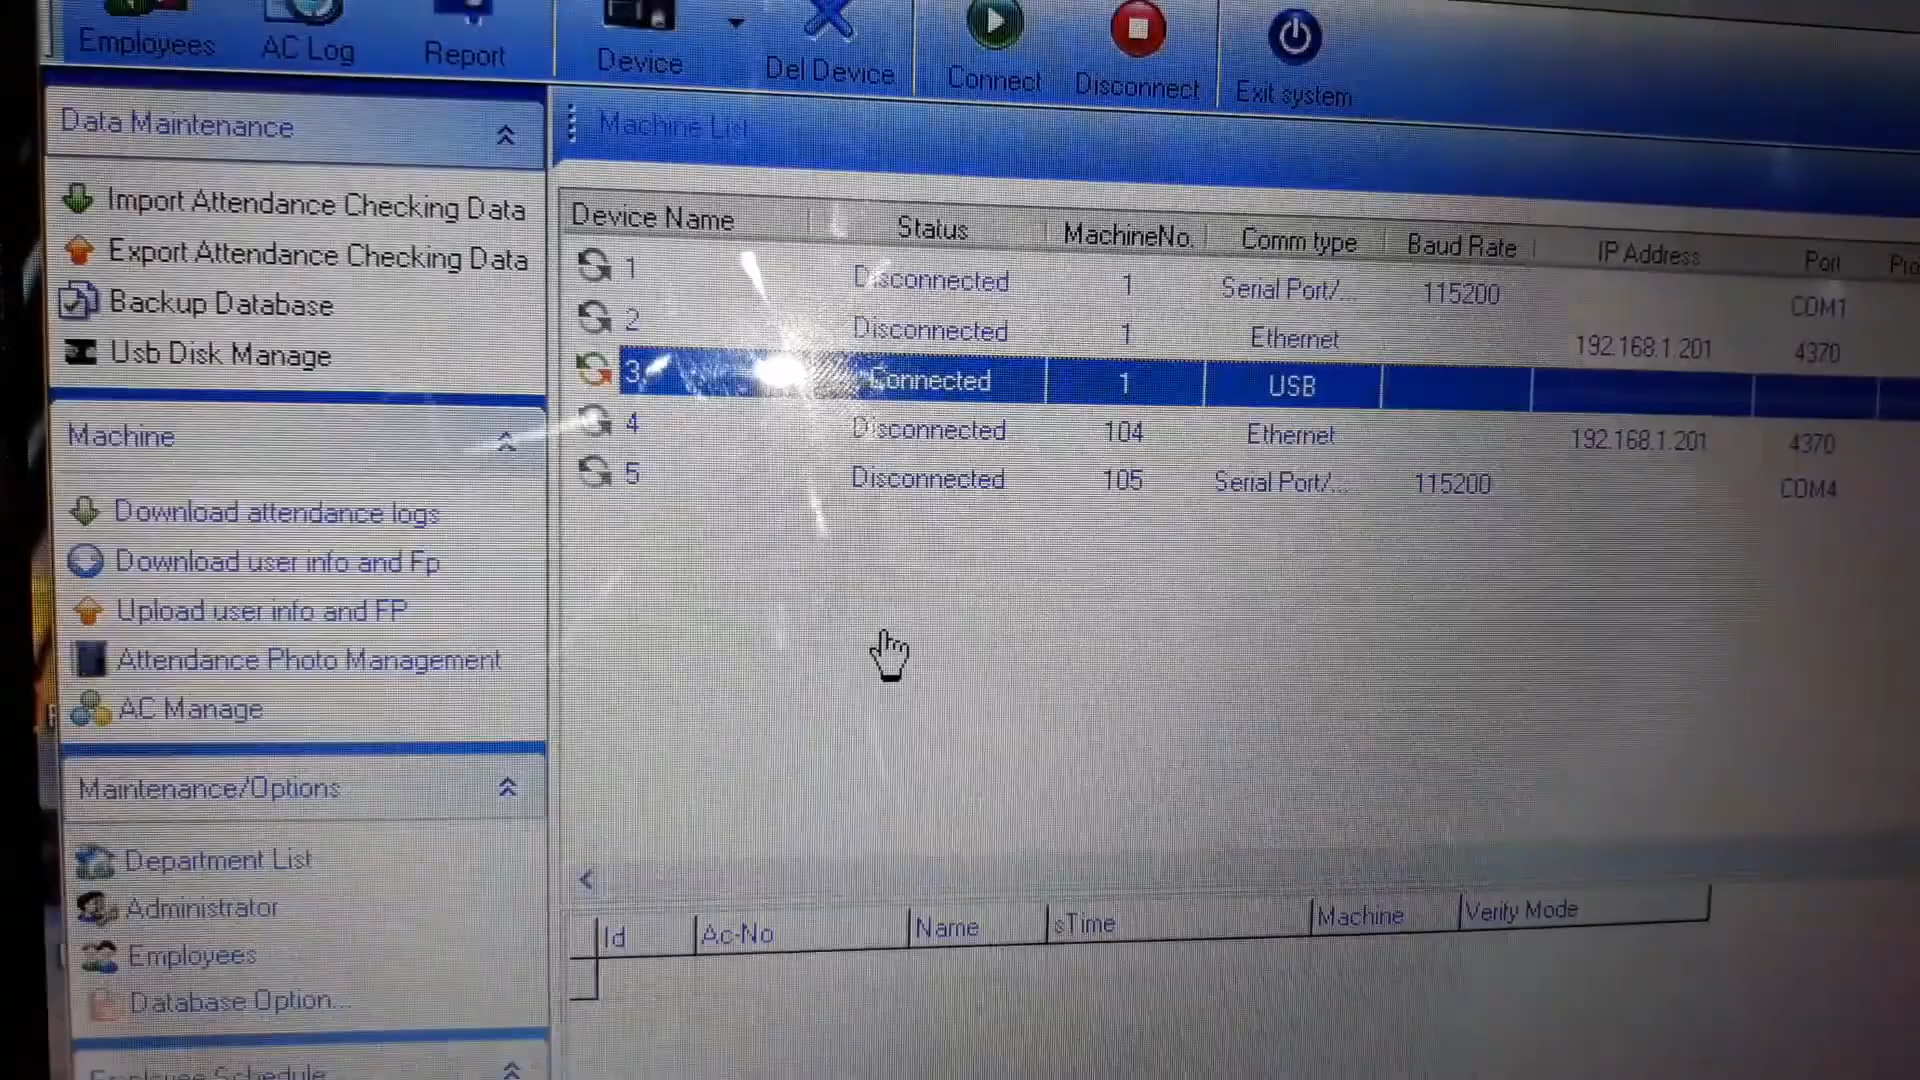 Employees AC Log Report Device Del Device Connect Disconnect Exit system
Data Maintenance
Import Attendance Checking Data
Export Attendance Checking Data
Backup Database
Usb Disk Manage
Machine
Download attendance logs
Download user info and Fp
Upload user info and FP
Attendance Photo Management
AC Manage
Maintenance/Options
Department List
Administrator
Employees
Database Option...
Employee Schedule
Machine List
Device Name Status MachineNo. Comm type Baud Rate IP Address Port Pro
1 Disconnected 1 Serial Port/... 115200 COM1
2 Disconnected 1 Ethernet 192.168.1.201 4370
3 Connected 1 USB
4 Disconnected 104 Ethernet 192.168.1.201 4370
5 Disconnected 105 Serial Port/... 115200 COM4
Id Ac-No Name sTime Machine Verify Mode